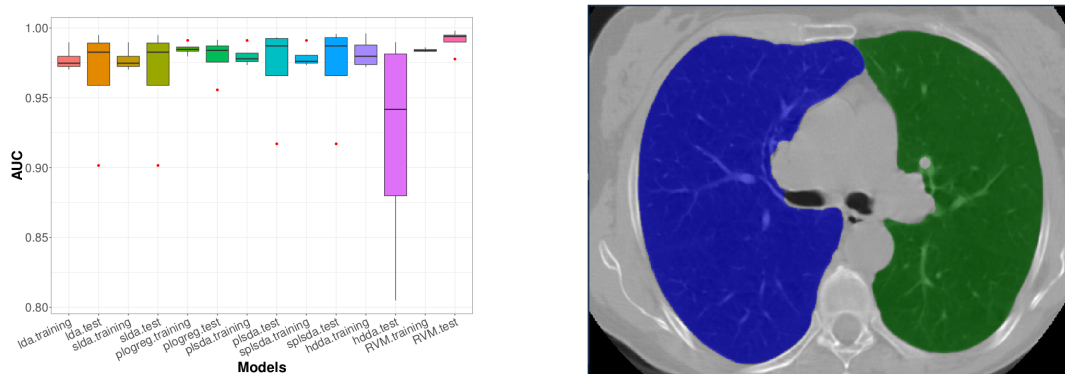 1.00
0.95
0.90
0.85
0.80
AUC
lda.training
lda.test
slda.training
slda.test
plogreg.training
plogreg.test
plsda.training
plsda.test
splsda.training
splsda.test
hdda.training
hdda.test
RVM.training
RVM.test
Models